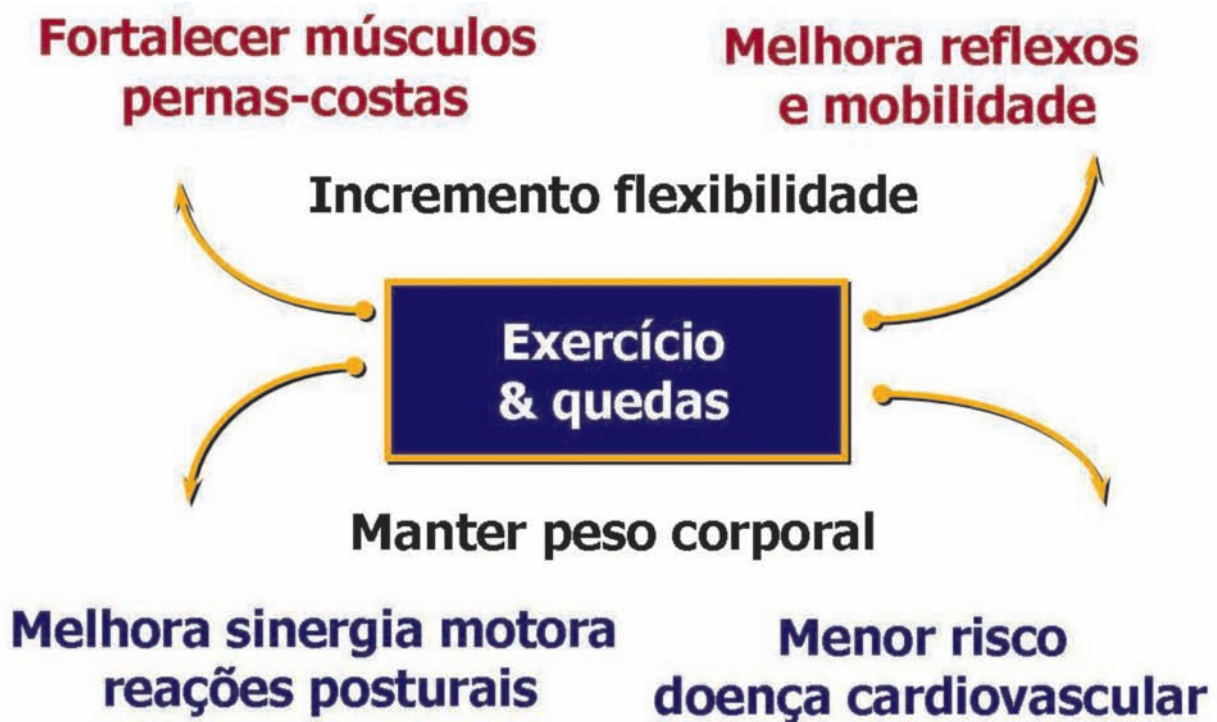 Fortalecer músculos
pernas-costas
Melhora reflexos
e mobilidade
Incremento flexibilidade
Exercício
& quedas
Manter peso corporal
Melhora sinergia motora
reações posturais
Menor risco
doença cardiovascular